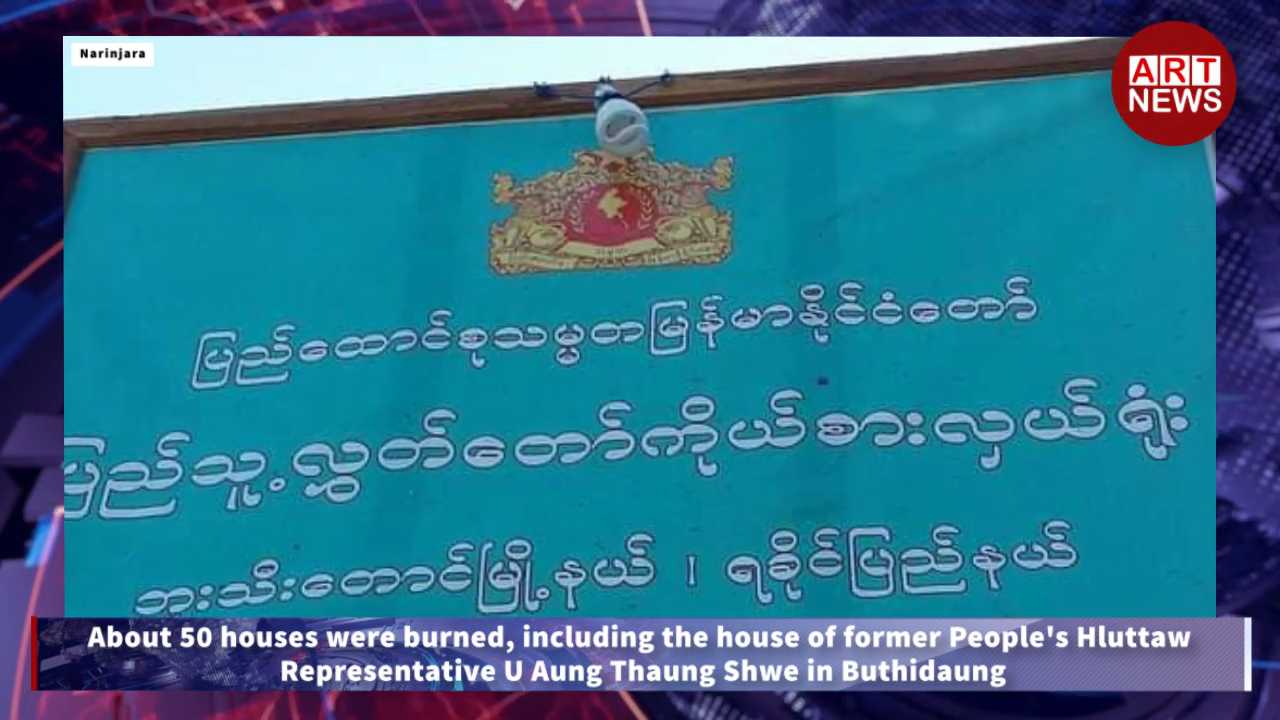 Narinjara
ART
NEWS
ပြည်ထောင်စုသမ္မတမြန်မာနိုင်ငံတော်
ပြည်သူ့လွှတ်တော်ကိုယ်စားလှယ်ရုံး
ဘူးသီးတောင်မြို့နယ် ၊ ရခိုင်ပြည်နယ်
About 50 houses were burned, including the house of former People's Hluttaw
Representative U Aung Thaung Shwe in Buthidaung